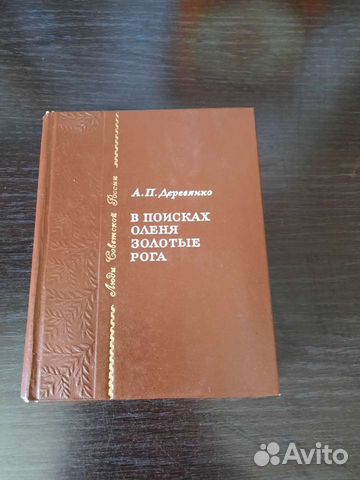 Люди Советской России
А. П. Деревянко
В ПОИСКАХ
ОЛЕНЯ
ЗОЛОТЫЕ
РОГА
Avito